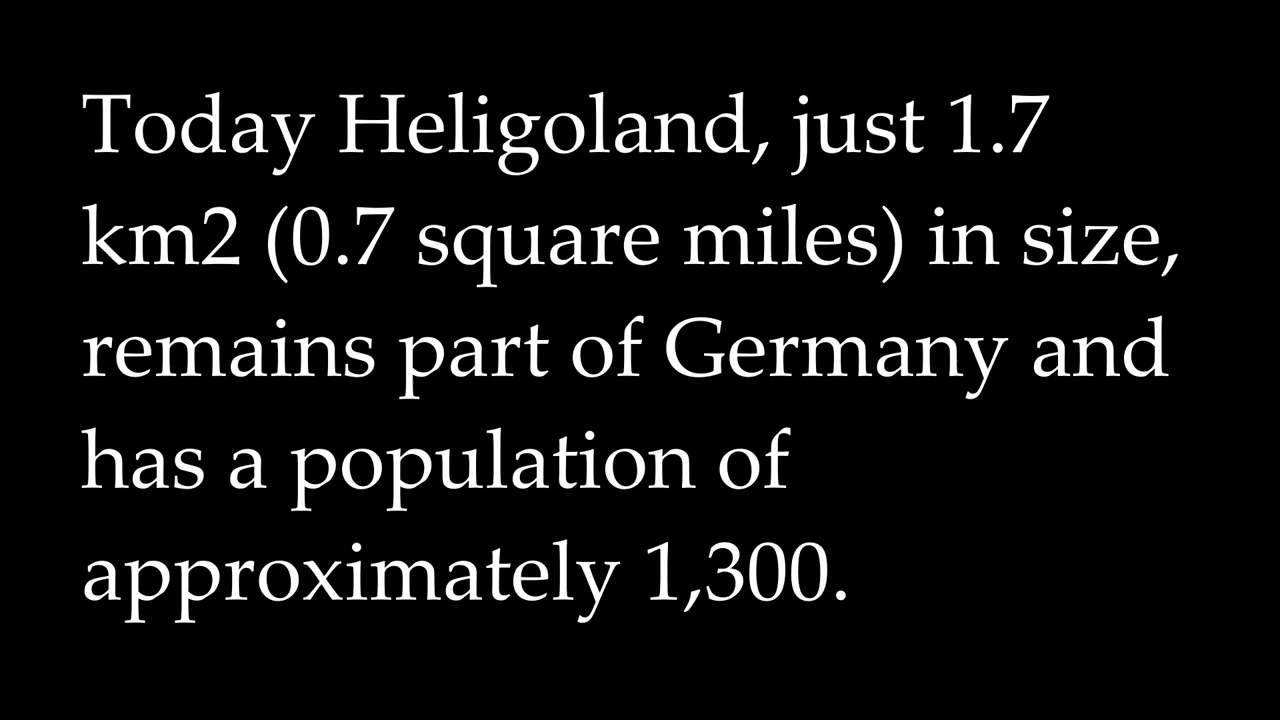 Today Heligoland, just 1.7
km2 (0.7 square miles) in size,
remains part of Germany and
has a population of
approximately 1,300.